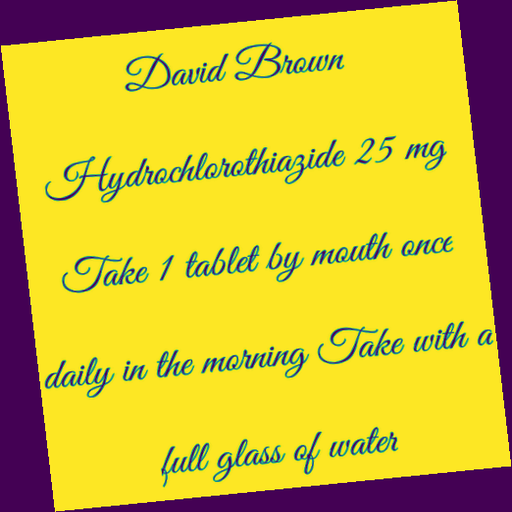 David Brown
Hydrochlorothiazide 25 mg
Take 1 tablet by mouth once
daily in the morning Take with a
full glass of water